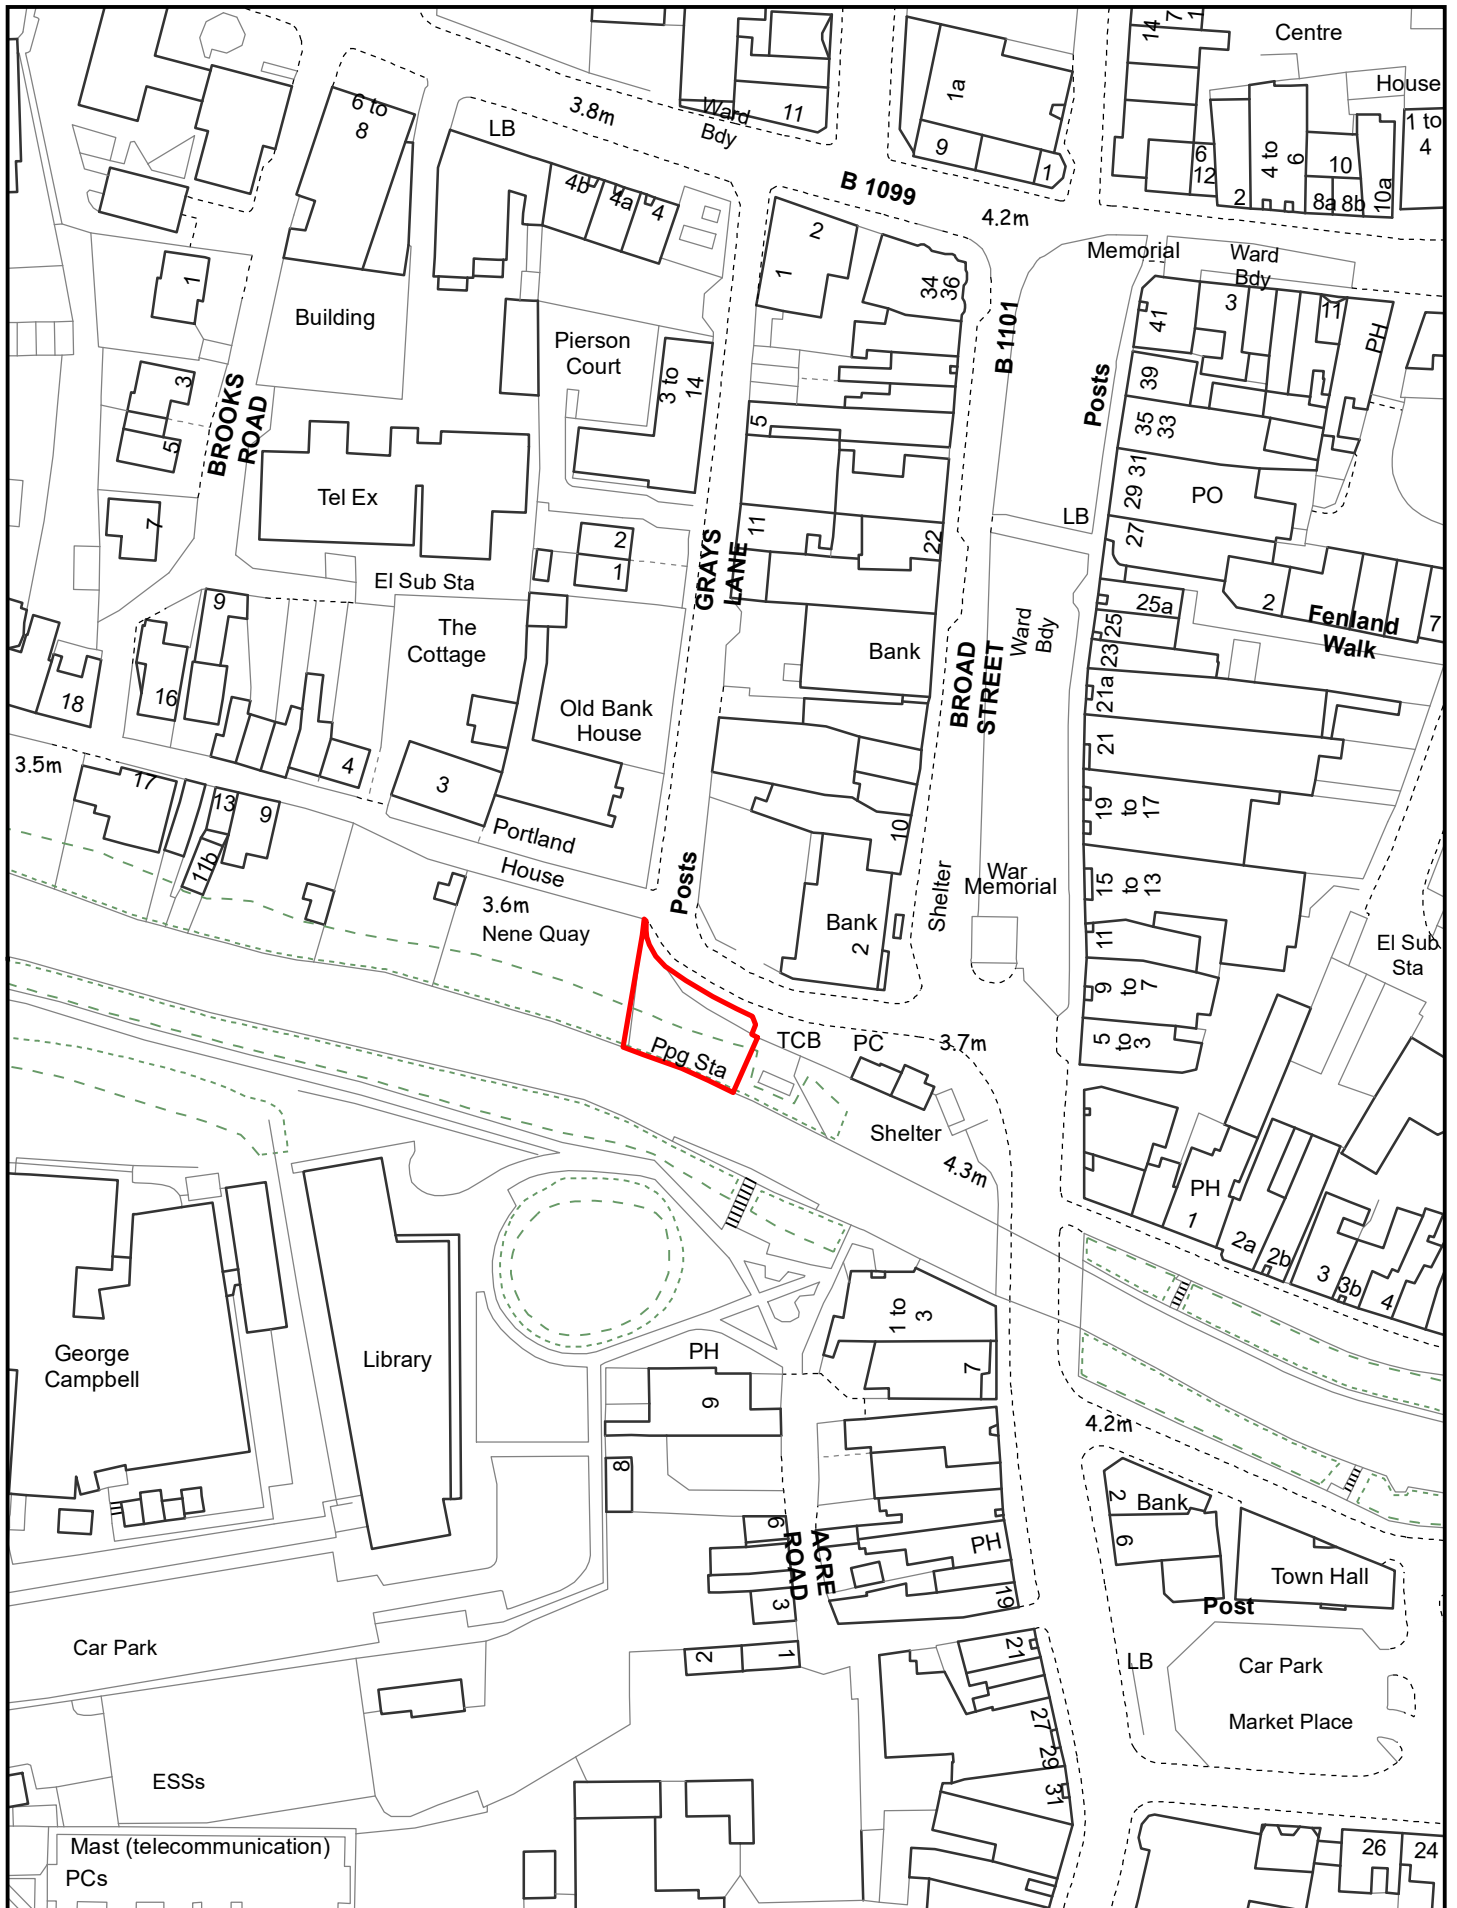 14
7
1
Centre
House
6 to
8
3.8m
LB
Ward
Bdy
11
1a
9
1
6
12
2
4 to
6
10
8a
8b
10a
1 to
4
4b
4a
4
B 1099
4.2m
Memorial
Ward
Bdy
1
Building
Pierson
Court
3 to
14
2
1
34
36
B 1101
41
3
11
PH
Posts
39
35
33
31
29
PO
27
LB
3
5
7
BROOKS
ROAD
Tel Ex
El Sub Sta
5
11
22
GRAYS
LANE
2
1
25a
25
23
21a
21
2
Fenland
Walk
7
9
16
18
The
Cottage
Old Bank
House
Bank
BROAD
STREET
Ward
Bdy
3.5m
17
13
9
11b
4
3
Portland
House
Posts
10
19
to
17
15
to
13
11
9
to
7
5
to
3
Shelter
War
Memorial
Bank
2
El Sub
Sta
3.6m
Nene Quay
Ppg Sta
TCB
PC
3.7m
Shelter
4.3m
PH
1
2a
2b
3
3b
4
George
Campbell
Library
PH
9
8
1 to
3
7
4.2m
2
Bank
6
Town Hall
Post
6
ACRE
ROAD
PH
19
3
2
1
21
27
29
31
LB
Car Park
Market Place
Car Park
ESSs
Mast (telecommunication)
PCs
26
24